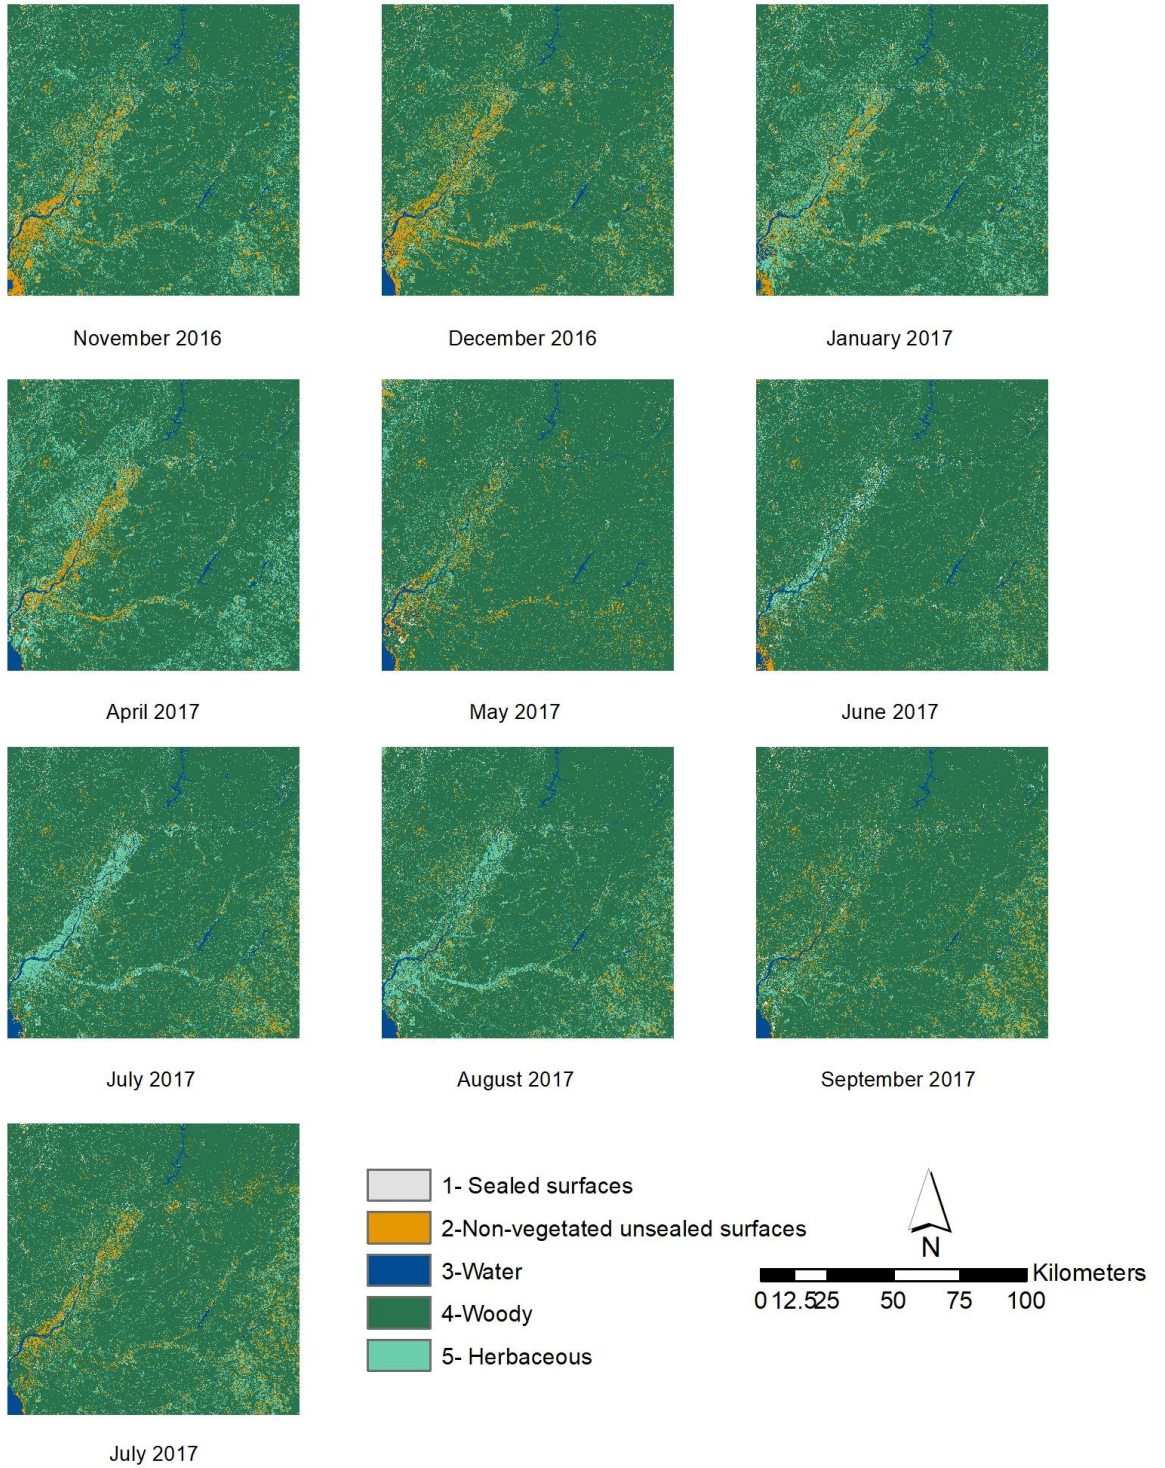 November 2016
December 2016
January 2017
April 2017
May 2017
June 2017
July 2017
August 2017
September 2017
July 2017
1- Sealed surfaces
2-Non-vegetated unsealed surfaces
3-Water
4-Woody
5- Herbaceous
N
Kilometers
0 12.525 50 75 100